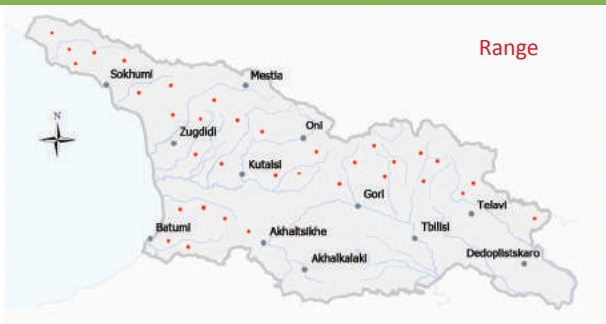 Range
Sokhumi
Mestia
N
Zugdidi
Oni
Kutaisi
Gori
Telavi
Batumi
Akhaltsikhe
Tbilisi
Akhalkalaki
Dedoplistskaro